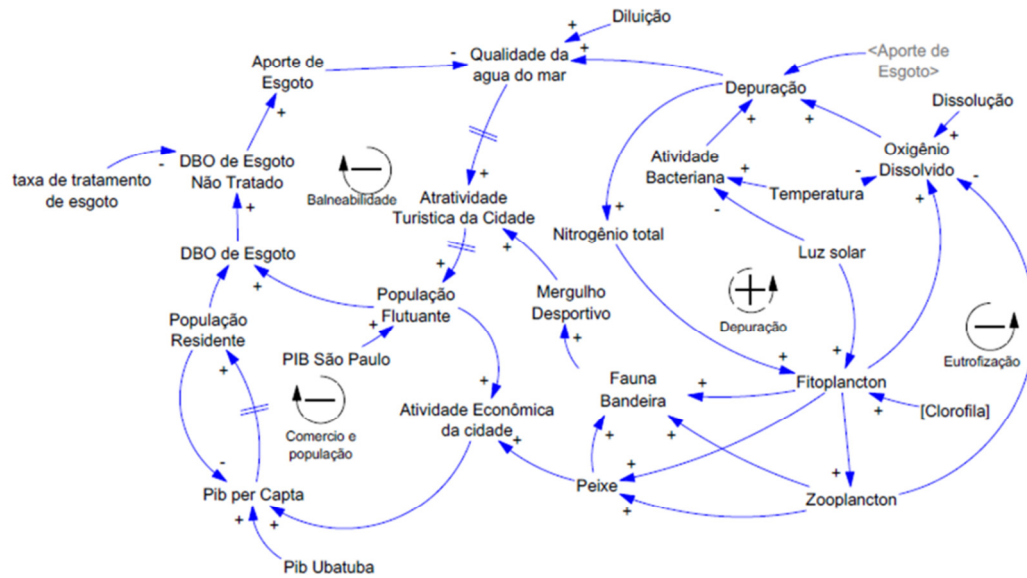 Diluição
Qualidade da
agua do mar
<Aporte de
Esgoto>
Aporte de
Esgoto
Depuração
Dissolução
DBO de Esgoto
Não Tratado
taxa de tratamento
de esgoto
Balneabilidade
Atividade
Bacteriana
Oxigênio
Dissolvido
Temperatura
Atratividade
Turistica da Cidade
Nitrogênio total
Luz solar
DBO de Esgoto
População
Flutuante
Mergulho
Desportivo
Depuração
População
Residente
PIB São Paulo
Eutrofização
Fauna
Bandeira
Fitoplancton
[Clorofila]
Comercio e
população
Atividade Econômica
da cidade
Pib per Capta
Peixe
Zooplancton
Pib Ubatuba